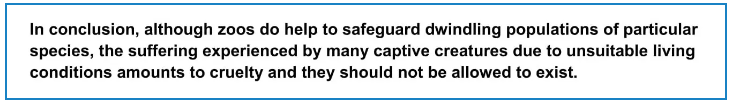 In conclusion, although zoos do help to safeguard dwindling populations of particular
species, the suffering experienced by many captive creatures due to unsuitable living
conditions amounts to cruelty and they should not be allowed to exist.